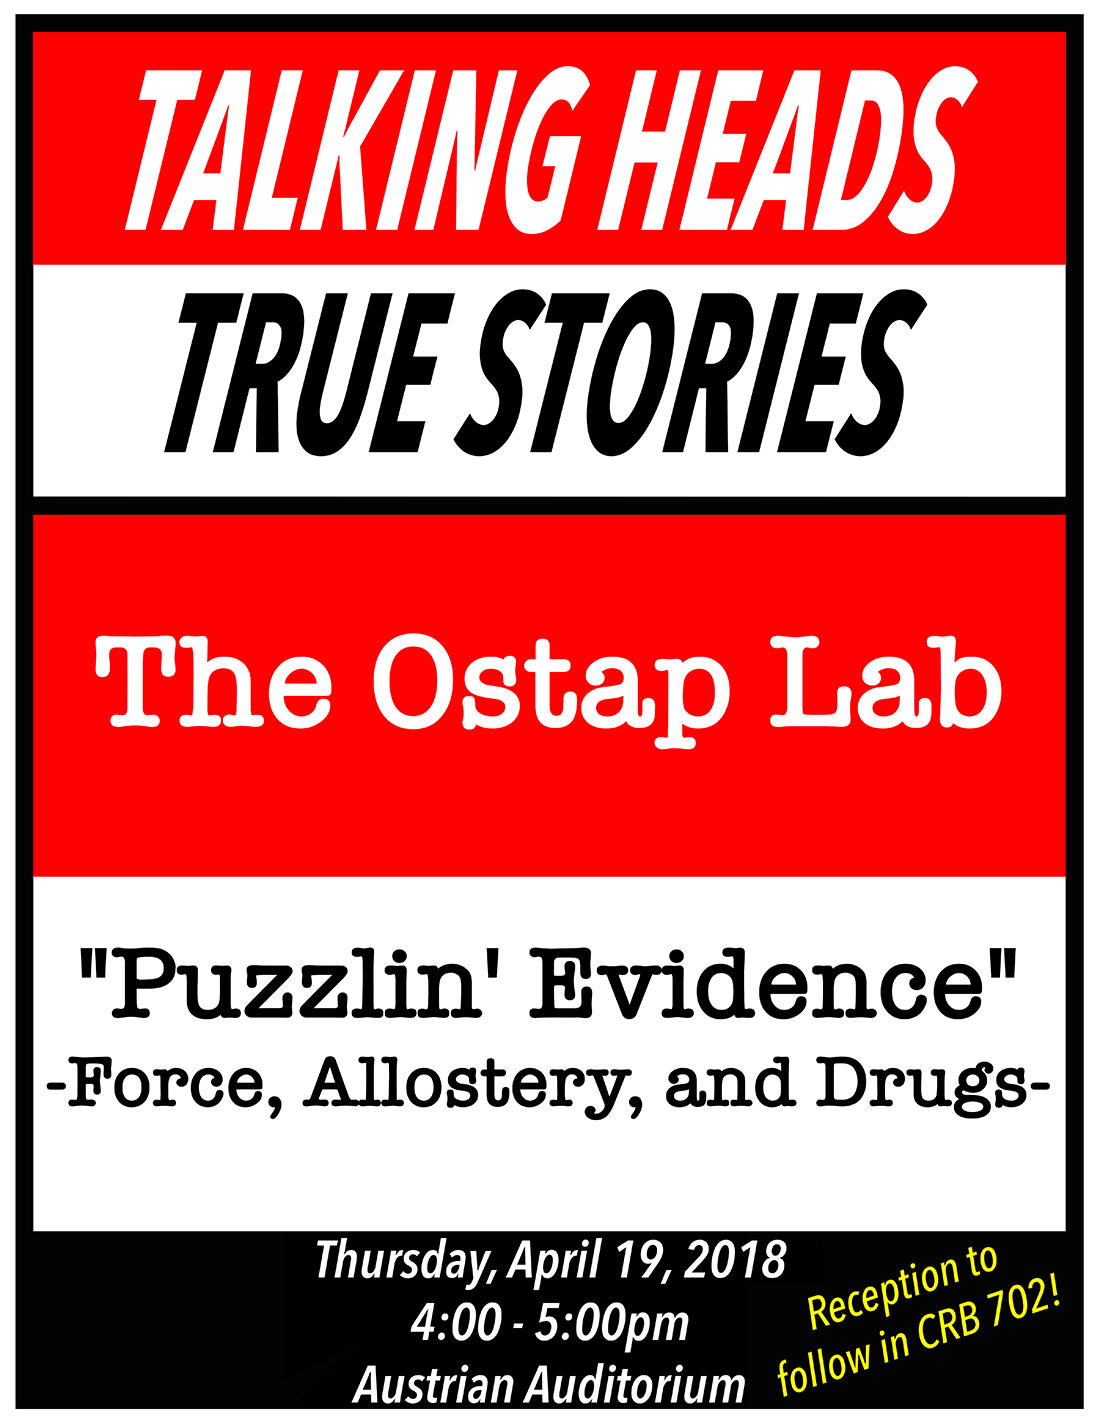 TALKING HEADS
TRUE STORIES
The Ostap Lab
"Puzzlin' Evidence"
-Force, Allostery, and Drugs-
Thursday, April 19, 2018
4:00 - 5:00pm
Austrian Auditorium
Reception to
follow in CRB 702!